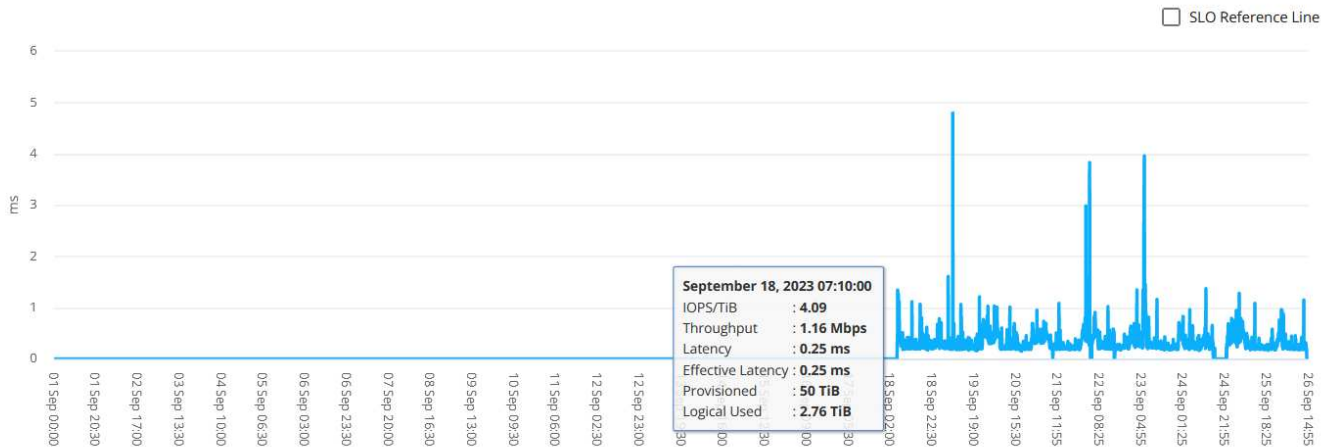 SLO Reference Line
6
5
4
3
2
1
0
ms
September 18, 2023 07:10:00
IOPS/TiB : 4.09
Throughput : 1.16 Mbps
Latency : 0.25 ms
Effective Latency : 0.25 ms
Provisioned : 50 TiB
Logical Used : 2.76 TiB
01 Sep 00:00
01 Sep 20:30
02 Sep 17:00
03 Sep 13:30
04 Sep 10:00
05 Sep 06:30
06 Sep 03:00
06 Sep 23:30
07 Sep 20:00
08 Sep 16:30
09 Sep 13:00
10 Sep 09:30
11 Sep 06:00
12 Sep 02:30
12 Sep 23:00
18 Sep 02:00
18 Sep 22:30
19 Sep 19:00
20 Sep 15:30
21 Sep 11:55
22 Sep 08:25
23 Sep 04:55
24 Sep 01:25
24 Sep 21:55
25 Sep 18:25
26 Sep 14:55